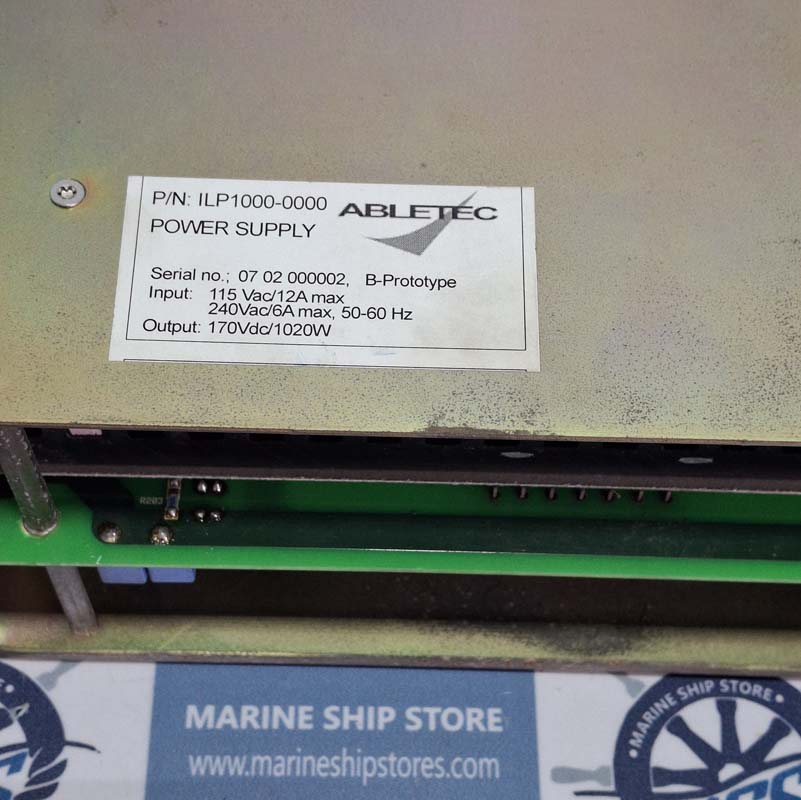 P/N: ILP1000-0000
ABLETEC
POWER SUPPLY
Serial no.; 07 02 000002, B-Prototype
Input: 115 Vac/12A max
240Vac/6A max, 50-60 Hz
Output: 170Vdc/1020W
R203
MARINE SHIP STORE
www.marineshipstores.com
• MARINE SHIP STORE •